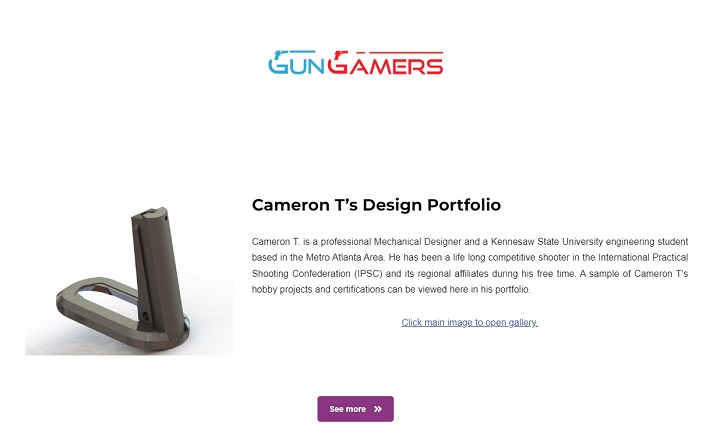 GUNGAMERS
Cameron T's Design Portfolio
Cameron T. is a professional Mechanical Designer and a Kennesaw State University engineering student
based in the Metro Atlanta Area. He has been a life long competitive shooter in the International Practical
Shooting Confederation (IPSC) and its regional affiliates during his free time. A sample of Cameron T's
hobby projects and certifications can be viewed here in his portfolio.
Click main image to open gallery.
See more